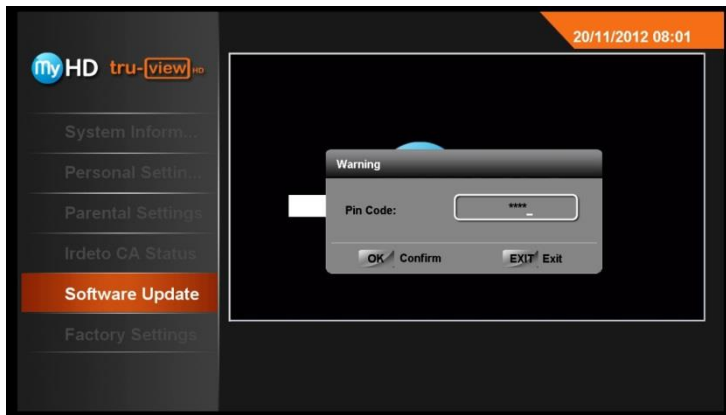 20/11/2012 08:01
My HD tru-view HD
System Inform...
Personal Settin...
Parental Settings
Irdeto CA Status
Software Update
Factory Settings
Warning
Pin Code: ****_
OK Confirm EXIT Exit